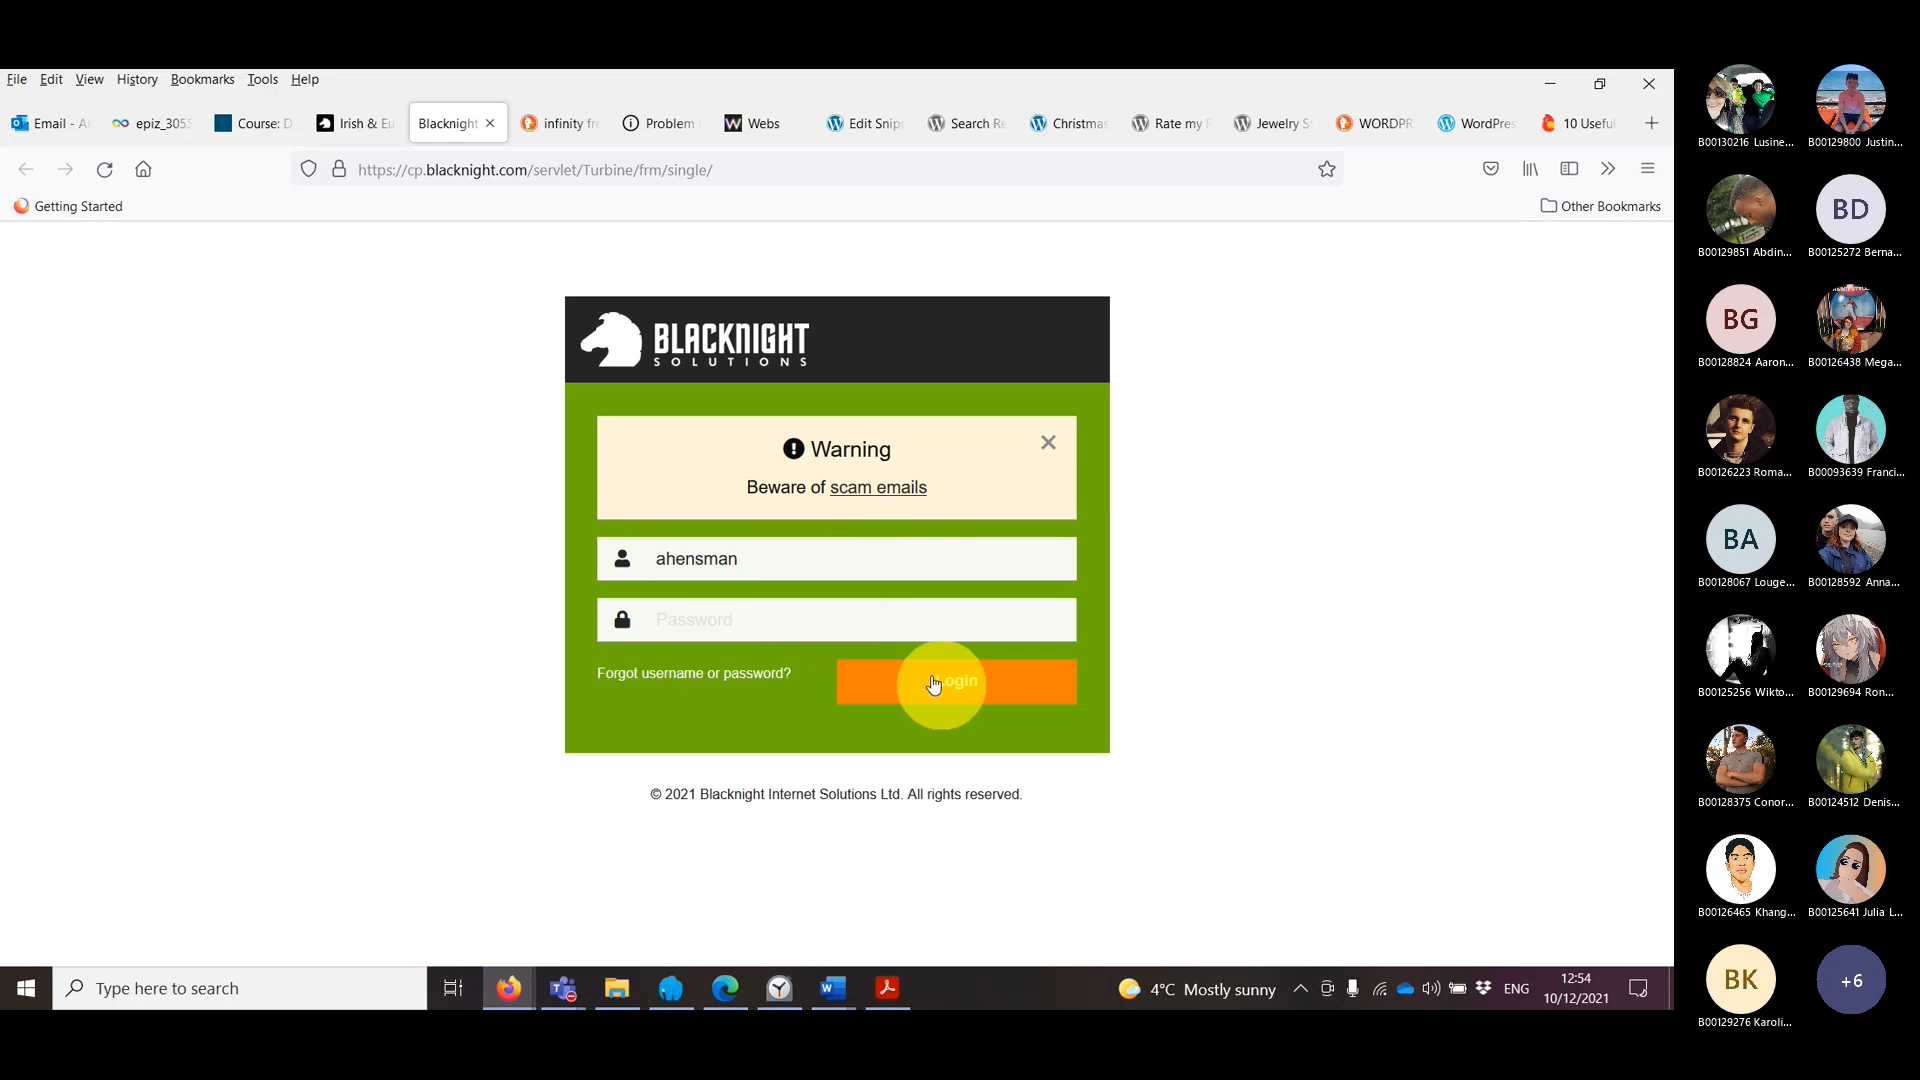 File Edit View History Bookmarks Tools Help
Email - A epiz_3055 Course: D Irish & Eu Blacknight infinity fr Problem Webs Edit Snip Search Re Christmas Rate my Jewelry S WORDPR WordPres 10 Useful
https://cp.blacknight.com/servlet/Turbine/frm/single/
Getting Started Other Bookmarks
BLACKNIGHT
SOLUTIONS
Warning
Beware of scam emails
ahensman
Password
Forgot username or password? Login
© 2021 Blacknight Internet Solutions Ltd. All rights reserved.
Type here to search
4°C Mostly sunny ENG 12:54
10/12/2021
B00130216 Lusine... B00129800 Justin...
BD
B00129851 Abdin... B00125272 Berna...
BG
B00128824 Aaron... B00126438 Mega...
B00126223 Roma... B00093639 Franci...
BA
B00128067 Louge... B00128592 Anna...
B00125256 Wikto... B00129694 Ron...
B00128375 Conor... B00124512 Denis...
B00126465 Khang... B00125641 Julia L...
BK +6
B00129276 Karoli...